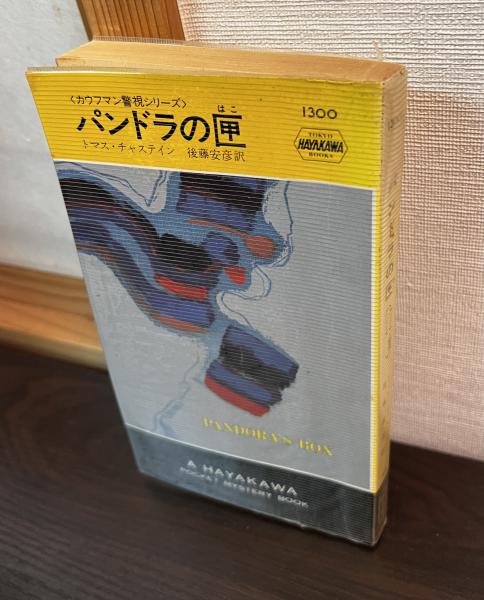 〈カウフマン警視シリーズ〉
はこ
パンドラの匣
トマス・チャステイン 後藤安彦訳
1300
TOKYO
HAYAKAWA
BOOKS
PANDORA'S BOX
A HAYAKAWA
POCKET MYSTERY BOOK